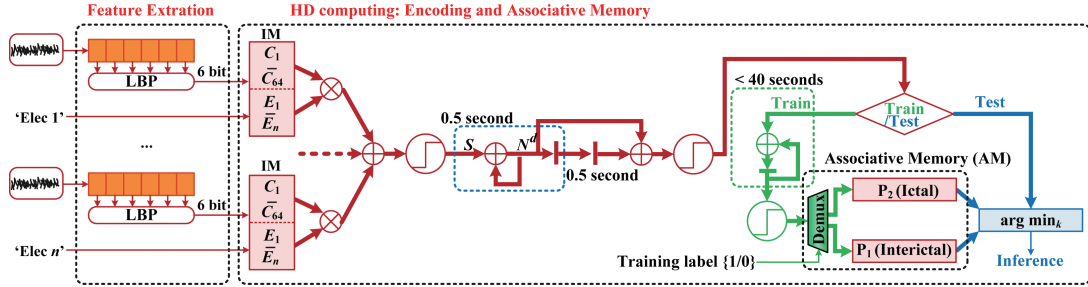 Feature Extration
HD computing: Encoding and Associative Memory
IM
C₁
C̅₆₄
E₁
E̅ₙ
LBP
6 bit
'Elec 1'
...
IM
C₁
C̅₆₄
E₁
E̅ₙ
LBP
6 bit
'Elec n'
0.5 second
S
Nᵈ
0.5 second
< 40 seconds
Train
Train
/Test
Test
Associative Memory (AM)
Demux
P₂ (Ictal)
P₁ (Interictal)
arg minₖ
Training label {1/0}
Inference